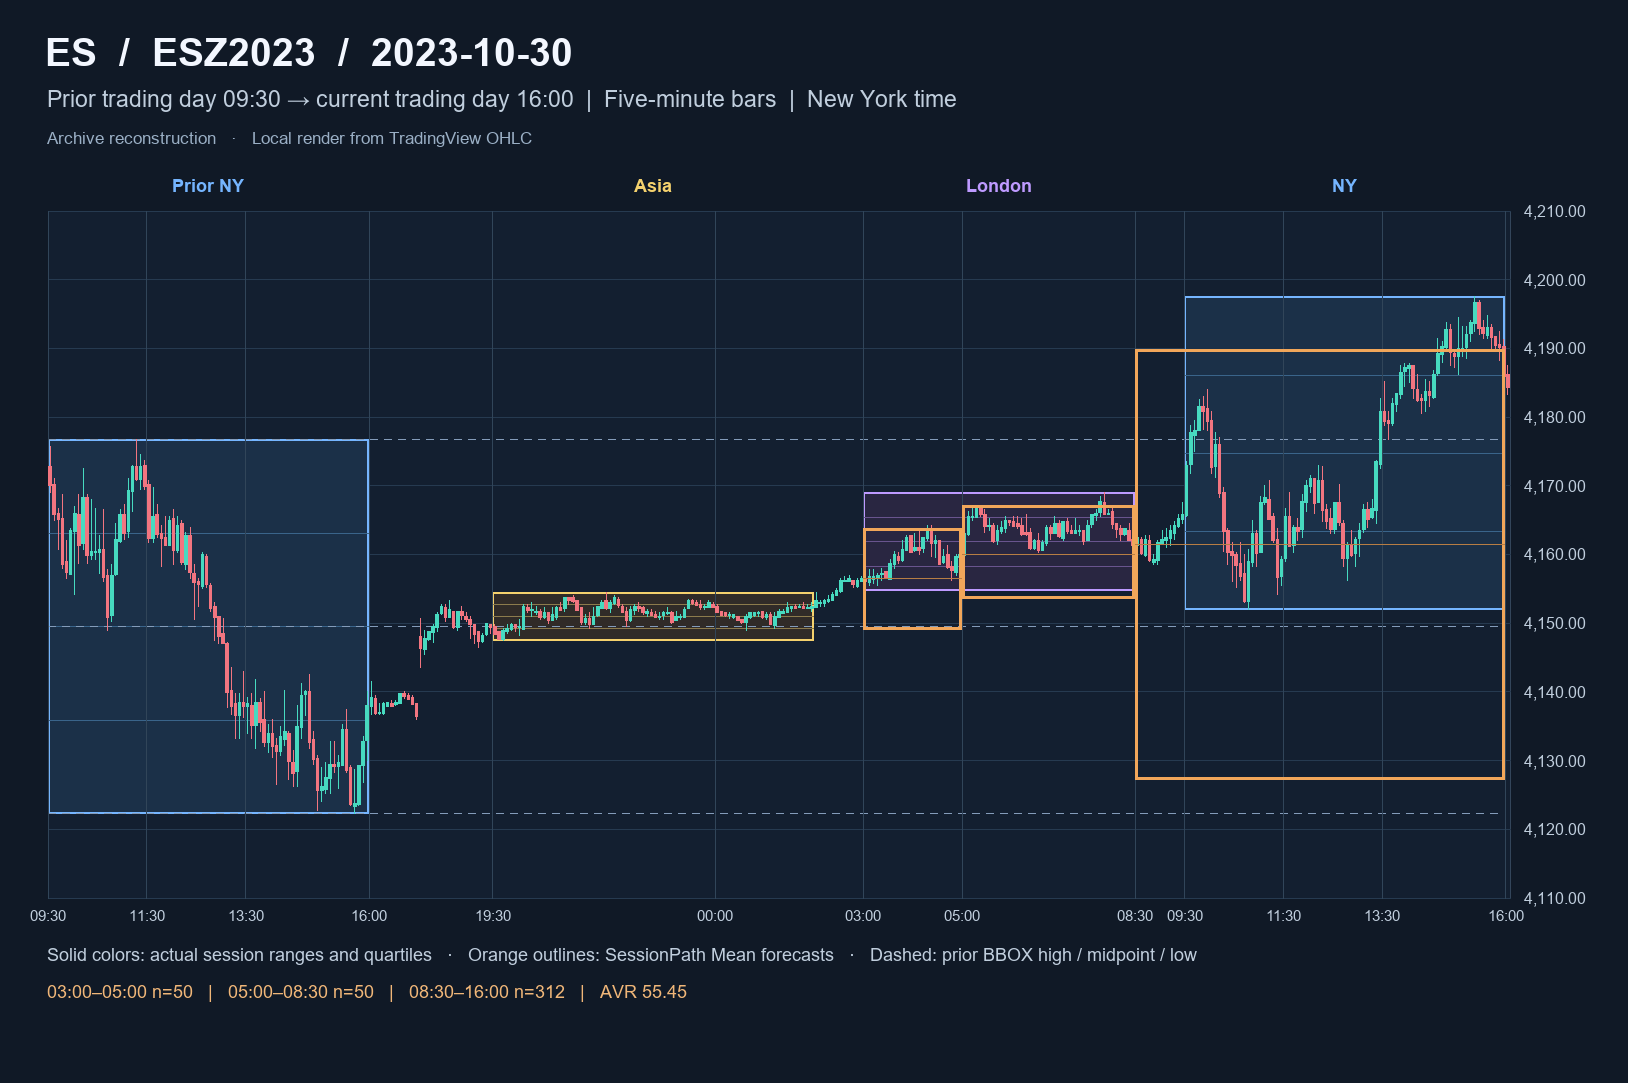 ES / ESZ2023 / 2023-10-30
Prior trading day 09:30 → current trading day 16:00 | Five-minute bars | New York time
Archive reconstruction · Local render from TradingView OHLC
Prior NY Asia London NY
4,210.00
4,200.00
4,190.00
4,180.00
4,170.00
4,160.00
4,150.00
4,140.00
4,130.00
4,120.00
4,110.00
09:30 11:30 13:30 16:00 19:30 00:00 03:00 05:00 08:30 09:30 11:30 13:30 16:00
Solid colors: actual session ranges and quartiles · Orange outlines: SessionPath Mean forecasts · Dashed: prior BBOX high / midpoint / low
03:00–05:00 n=50 | 05:00–08:30 n=50 | 08:30–16:00 n=312 | AVR 55.45